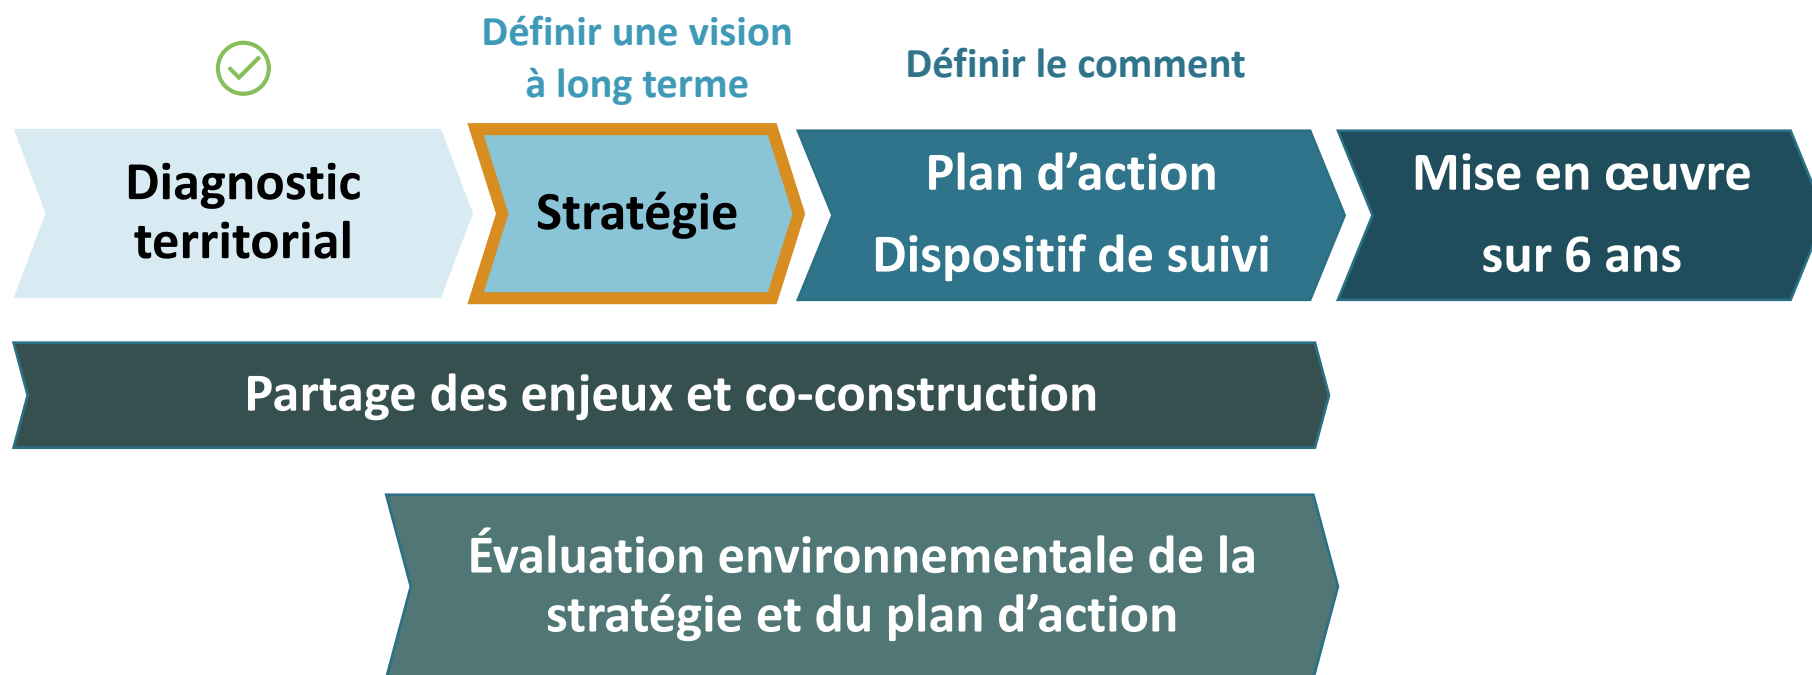 Définir une vision
à long terme
Définir le comment
Diagnostic
territorial
Stratégie
Plan d’action
Dispositif de suivi
Mise en œuvre
sur 6 ans
Partage des enjeux et co-construction
Évaluation environnementale de la
stratégie et du plan d’action